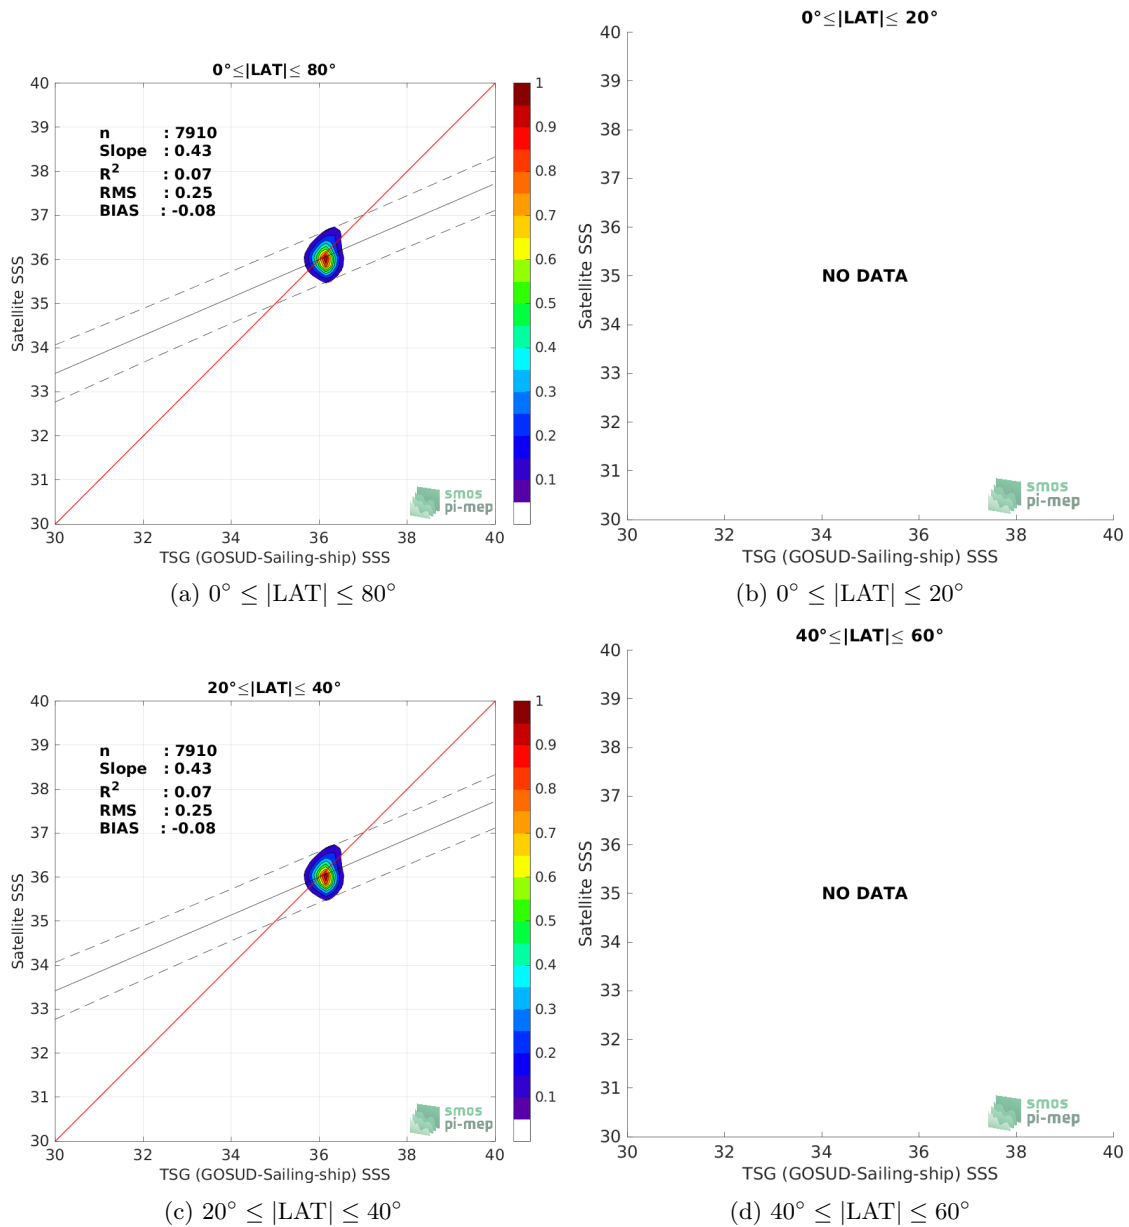 0°≤|LAT|≤ 80°
40
39
38
37
36
35
34
33
32
31
30
Satellite SSS
n : 7910
Slope : 0.43
R2 : 0.07
RMS : 0.25
BIAS : -0.08
smos
pi-mep
30 32 34 36 38 40
TSG (GOSUD-Sailing-ship) SSS
1
0.9
0.8
0.7
0.6
0.5
0.4
0.3
0.2
0.1
(a) 0° ≤ |LAT| ≤ 80°
0°≤|LAT|≤ 20°
40
39
38
37
36
35
34
33
32
31
30
Satellite SSS
NO DATA
smos
pi-mep
30 32 34 36 38 40
TSG (GOSUD-Sailing-ship) SSS
(b) 0° ≤ |LAT| ≤ 20°
20°≤|LAT|≤ 40°
40
39
38
37
36
35
34
33
32
31
30
Satellite SSS
n : 7910
Slope : 0.43
R2 : 0.07
RMS : 0.25
BIAS : -0.08
smos
pi-mep
30 32 34 36 38 40
TSG (GOSUD-Sailing-ship) SSS
1
0.9
0.8
0.7
0.6
0.5
0.4
0.3
0.2
0.1
(c) 20° ≤ |LAT| ≤ 40°
40°≤|LAT|≤ 60°
40
39
38
37
36
35
34
33
32
31
30
Satellite SSS
NO DATA
smos
pi-mep
30 32 34 36 38 40
TSG (GOSUD-Sailing-ship) SSS
(d) 40° ≤ |LAT| ≤ 60°